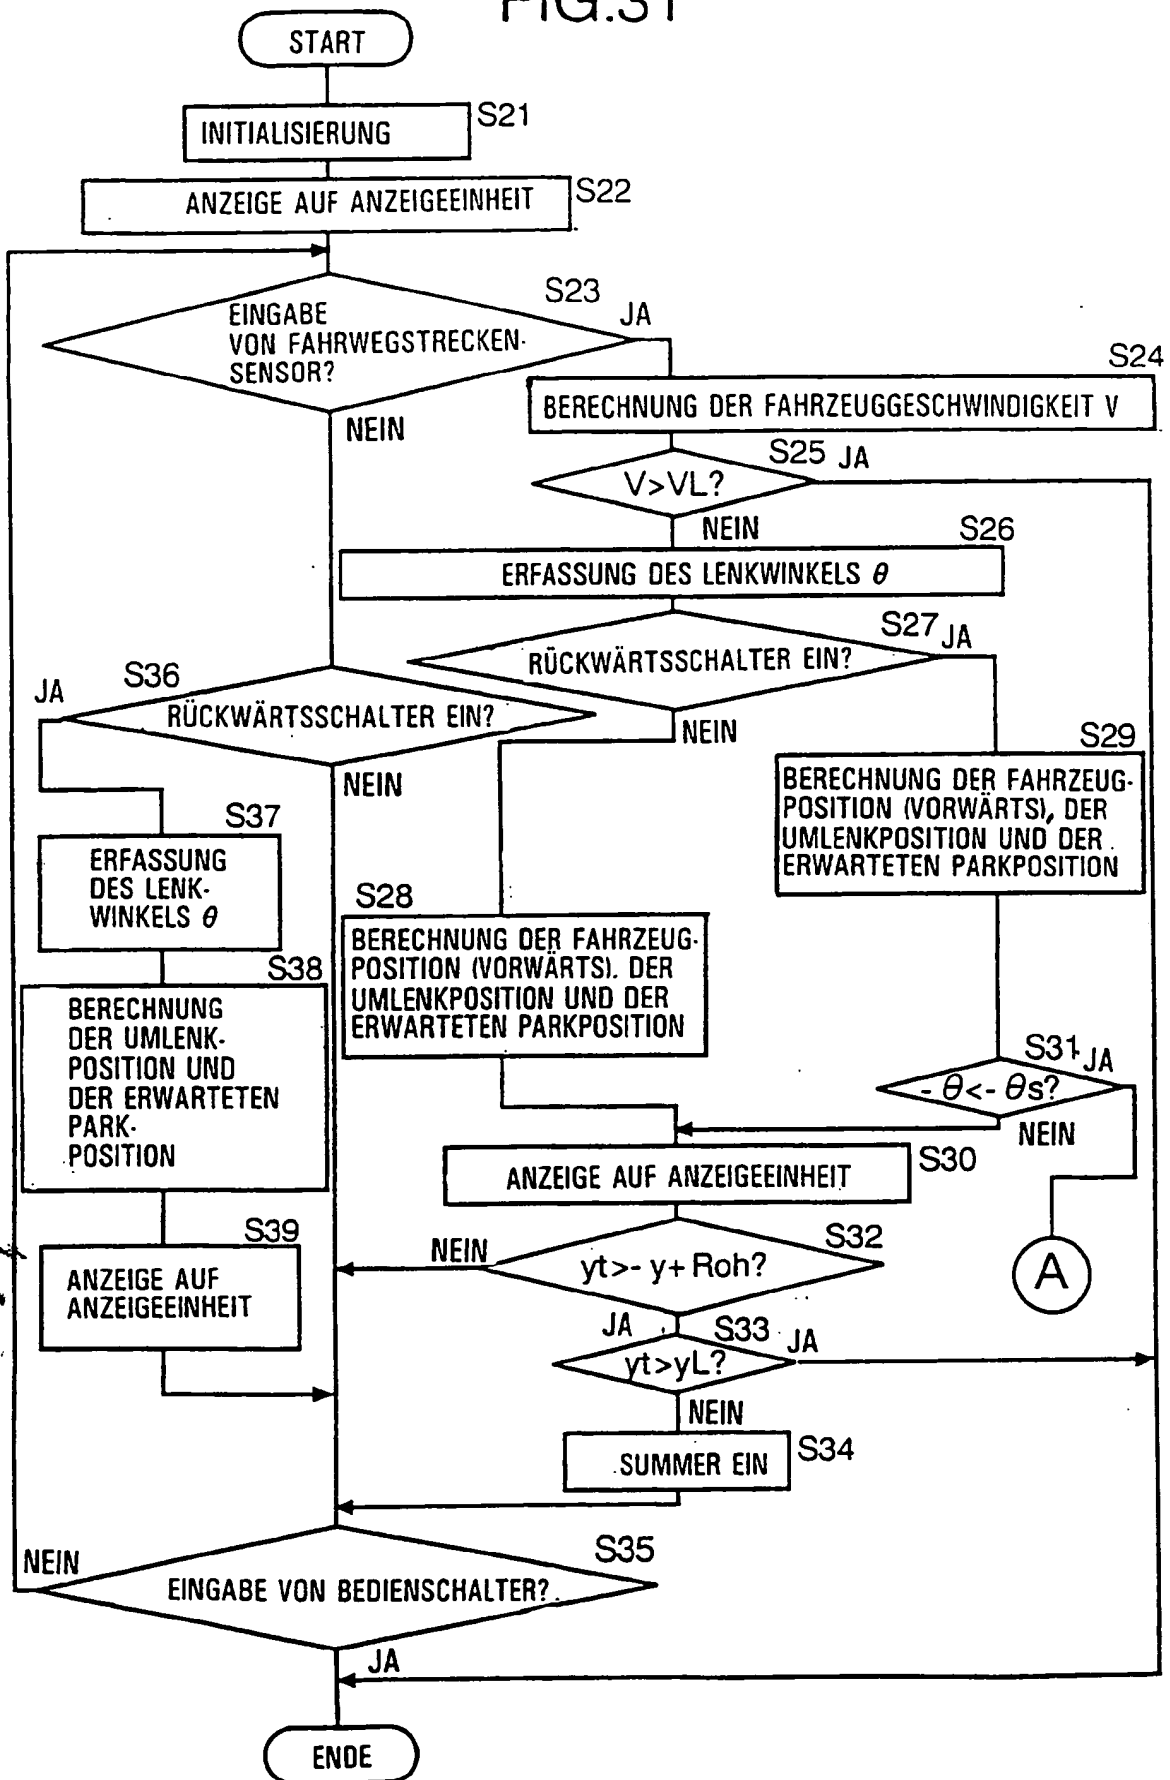 FIG.31
START
S21
INITIALISIERUNG
S22
ANZEIGE AUF ANZEIGEEINHEIT
S23
JA
EINGABE
VON FAHRWEGSTRECKEN-
SENSOR?
NEIN
S24
BERECHNUNG DER FAHRZEUGGESCHWINDIGKEIT V
S25 JA
V>VL?
NEIN
S26
ERFASSUNG DES LENKWINKELS θ
S27 JA
RÜCKWÄRTSSCHALTER EIN?
NEIN
S36
JA
RÜCKWÄRTSSCHALTER EIN?
NEIN
S29
BERECHNUNG DER FAHRZEUG-
POSITION (VORWÄRTS), DER
UMLENKPOSITION UND DER
ERWARTETEN PARKPOSITION
S37
ERFASSUNG
DES LENK-
WINKELS θ
S28
BERECHNUNG DER FAHRZEUG-
POSITION (VORWÄRTS). DER
UMLENKPOSITION UND DER
ERWARTETEN PARKPOSITION
S38
BERECHNUNG
DER UMLENK-
POSITION UND
DER ERWARTETEN
PARK-
POSITION
S31 JA
- θ<- θs?
NEIN
S30
ANZEIGE AUF ANZEIGEEINHEIT
A
S39
ANZEIGE AUF
ANZEIGEEINHEIT
S32
NEIN
yt>- y+ Roh?
JA
S33
JA
yt>yL?
NEIN
S34
SUMMER EIN
S35
NEIN
EINGABE VON BEDIENSCHALTER?
JA
ENDE